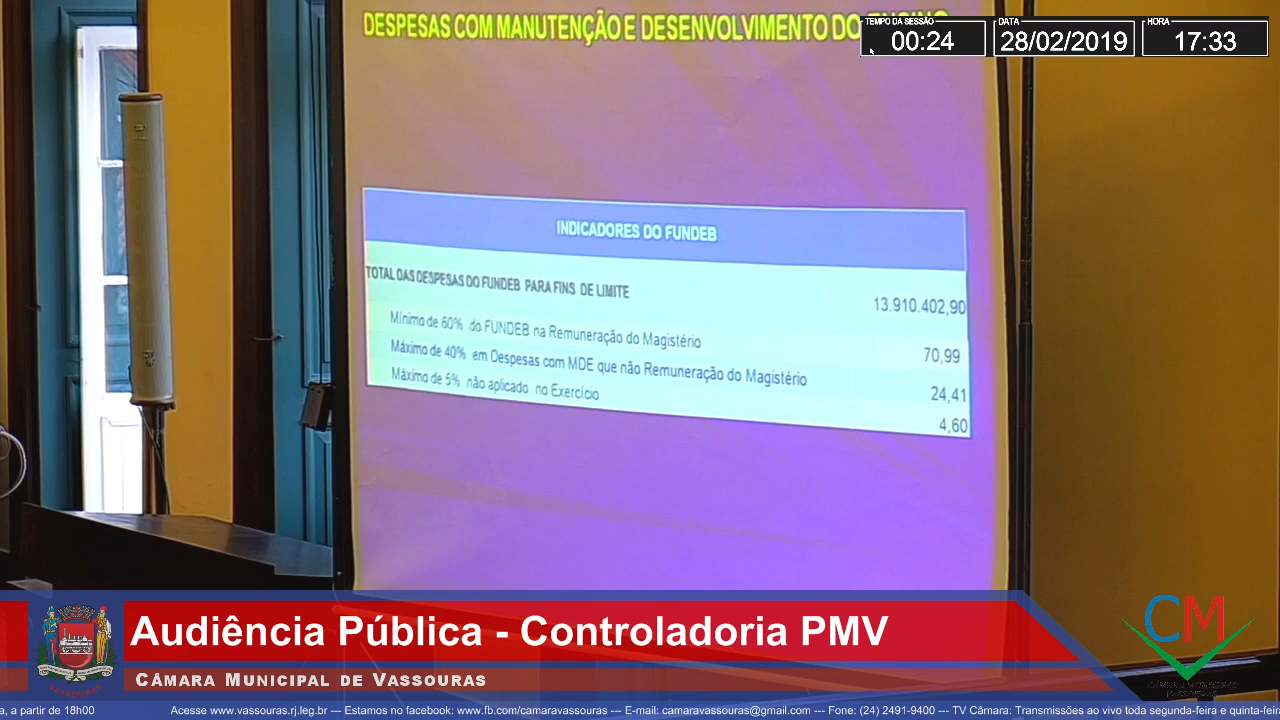 DESPESAS COM MANUTENÇÃO E DESENVOLVIMENTO DO ENSINO
TEMPO DA SESSÃO
00:24
DATA
28/02/2019
HORA
17:33
INDICADORES DO FUNDEB
TOTAL DAS DESPESAS DO FUNDEB PARA FINS DE LIMITE 13.910.402,90
Mínimo de 60% do FUNDEB na Remuneração do Magistério 70,99
Máximo de 40% em Despesas com MDE que não Remuneração do Magistério 24,41
Máximo de 5% não aplicado no Exercício 4,60
Audiência Pública - Controladoria PMV
CÂMARA MUNICIPAL DE VASSOURAS
VASSOURAS
CM
CÂMARA MUNICIPAL
VASSOURAS
a, a partir de 18h00 Acesse www.vassouras.rj.leg.br --- Estamos no facebook: www.fb.com/camaravassouras --- E-mail: camaravassouras@gmail.com --- Fone: (24) 2491-9400 --- TV Câmara: Transmissões ao vivo toda segunda-feira e quinta-feir